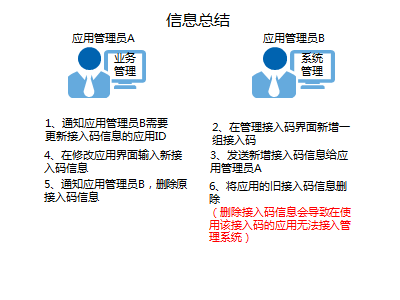 信息总结
应用管理员A
应用管理员B
业务
管理
系统
管理
1、通知应用管理员B需要
更新接入码信息的应用ID
2、在管理接入码界面新增一
组接入码
4、在修改应用界面输入新接
入码信息
3、发送新增接入码信息给应
用管理员A
5、通知应用管理员B，删除原
接入码信息
6、将应用的旧接入码信息删
除
（删除接入码信息会导致在使
用该接入码的应用无法接入管
理系统）